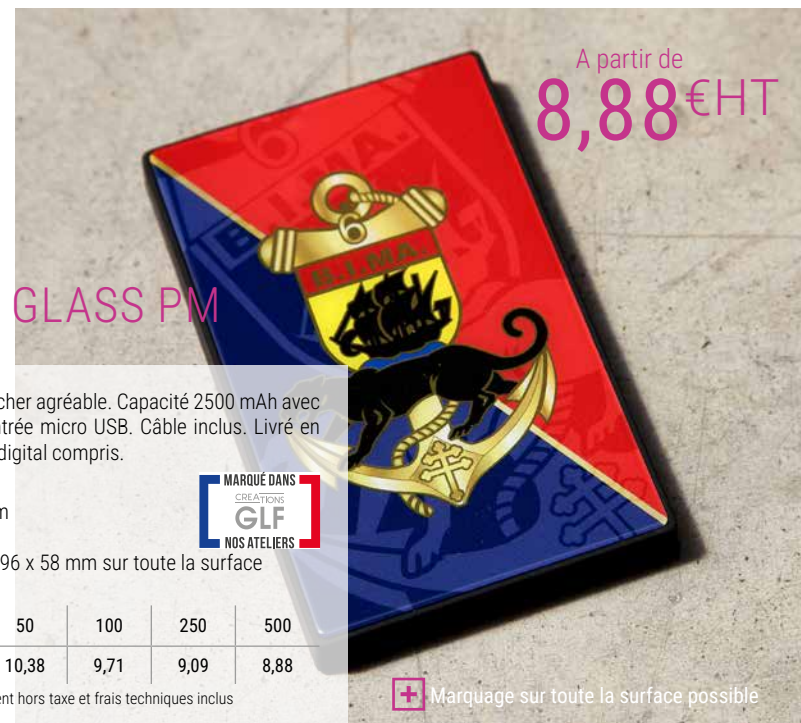 A partir de
8,88 €HT
6
B.I.MA.
6
B.I.MA.
GLASS PM
cher agréable. Capacité 2500 mAh avec
ntrée micro USB. Câble inclus. Livré en
digital compris.
MARQUÉ DANS
CREATIONS
GLF
NOS ATELIERS
m
96 x 58 mm sur toute la surface
50 100 250 500
10,38 9,71 9,09 8,88
ent hors taxe et frais techniques inclus
+ Marquage sur toute la surface possible